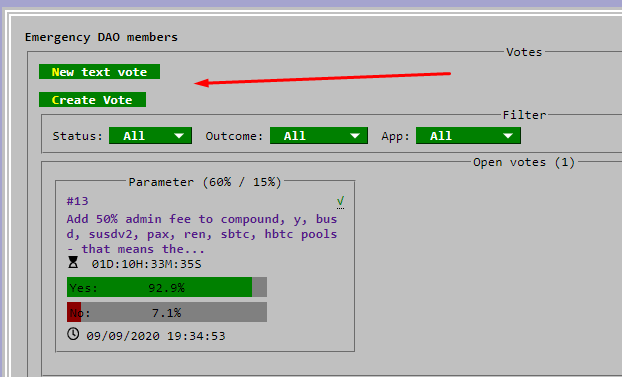 Emergency DAO members
Votes
New text vote
Create Vote
Filter
Status: All Outcome: All App: All
Open votes (1)
Parameter (60% / 15%)
#13 √
Add 50% admin fee to compound, y, bus
d, susdv2, pax, ren, sbtc, hbtc pools
- that means the...
01D:10H:33M:35S
Yes: 92.9%
No: 7.1%
09/09/2020 19:34:53